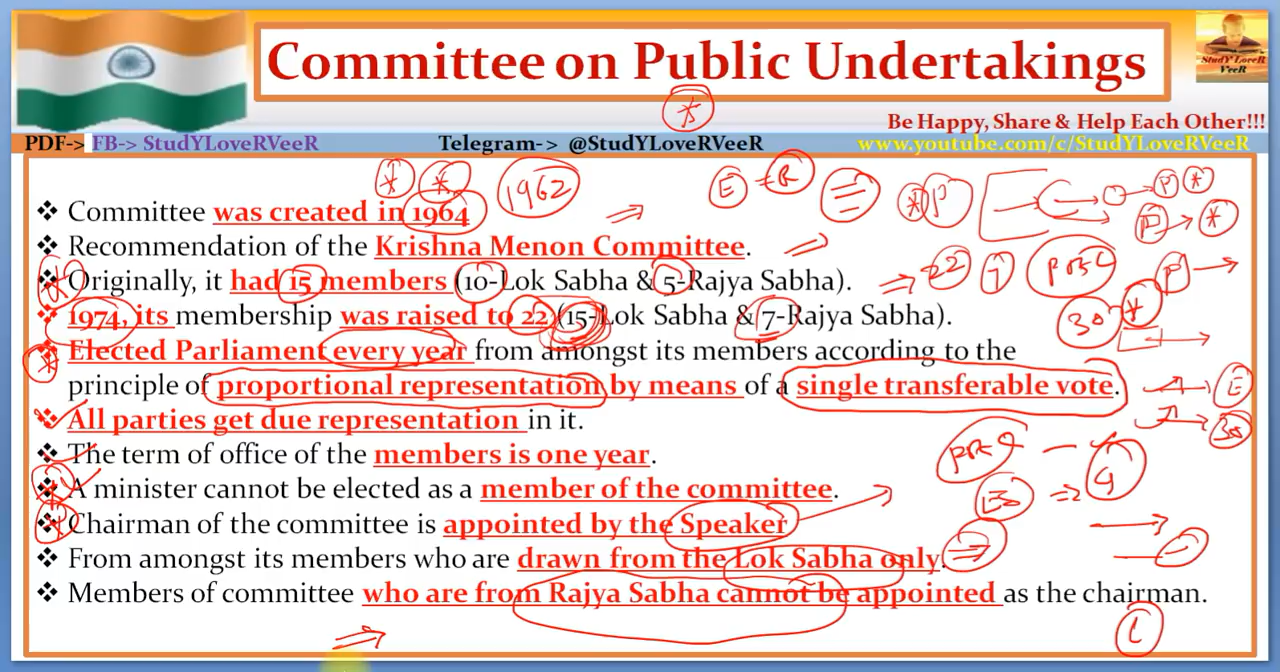 Committee on Public Undertakings
StudY LoveR
VeeR
Be Happy, Share & Help Each Other!!!
PDF-> FB-> StudYLoveRVeeR Telegram-> @StudYLoveRVeeR www.youtube.com/c/StudYLoveRVeeR
❖ Committee was created in 1964
1962
E = R
P
P
P
❖ Recommendation of the Krishna Menon Committee.
❖ Originally, it had 15 members (10-Lok Sabha & 5-Rajya Sabha).
22
P
❖ 1974, its membership was raised to 22 (15-Lok Sabha & 7-Rajya Sabha).
30
❖ Elected Parliament every year from amongst its members according to the
principle of proportional representation by means of a single transferable vote.
E
❖ All parties get due representation in it.
30
❖ The term of office of the members is one year.
❖ A minister cannot be elected as a member of the committee.
❖ Chairman of the committee is appointed by the Speaker
❖ From amongst its members who are drawn from the Lok Sabha only.
❖ Members of committee who are from Rajya Sabha cannot be appointed as the chairman.
L